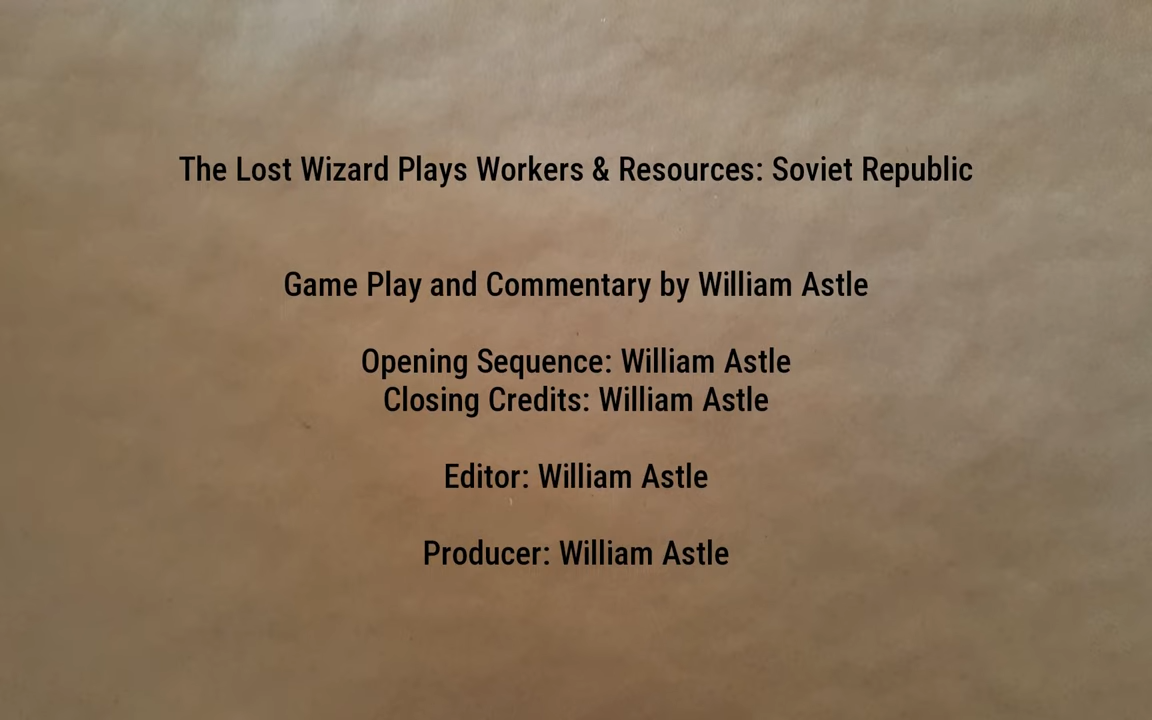 The Lost Wizard Plays Workers & Resources: Soviet Republic
Game Play and Commentary by William Astle
Opening Sequence: William Astle
Closing Credits: William Astle
Editor: William Astle
Producer: William Astle